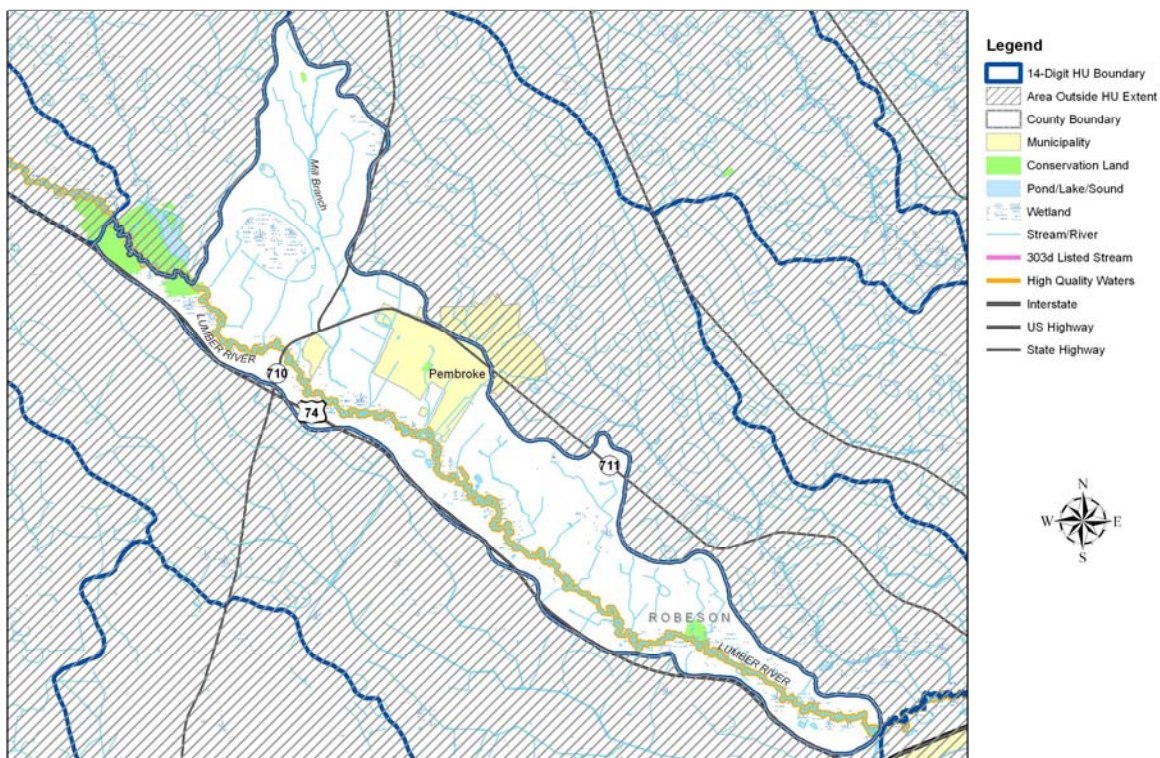 Mill Branch
LUMBER RIVER
710
74
Pembroke
711
ROBESON
LUMBER RIVER
Legend
14-Digit HU Boundary
Area Outside HU Extent
County Boundary
Municipality
Conservation Land
Pond/Lake/Sound
Wetland
Stream/River
303d Listed Stream
High Quality Waters
Interstate
US Highway
State Highway
N
W
E
S